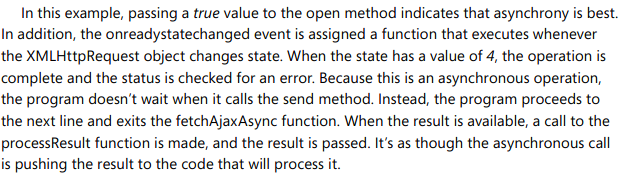 In this example, passing a true value to the open method indicates that asynchrony is best.
In addition, the onreadystatechanged event is assigned a function that executes whenever
the XMLHttpRequest object changes state. When the state has a value of 4, the operation is
complete and the status is checked for an error. Because this is an asynchronous operation,
the program doesn't wait when it calls the send method. Instead, the program proceeds to
the next line and exits the fetchAjaxAsync function. When the result is available, a call to the
processResult function is made, and the result is passed. It's as though the asynchronous call
is pushing the result to the code that will process it.